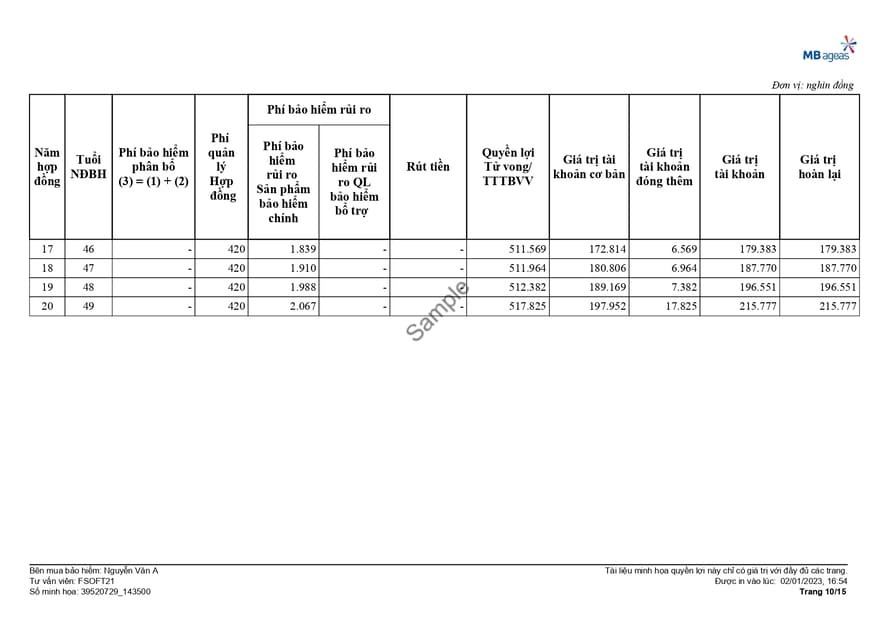 MB ageas
Đơn vị: nghìn đồng
Năm hợp đồng | Tuổi NĐBH | Phí bảo hiểm phân bổ (3) = (1) + (2) | Phí quản lý Hợp đồng | Phí bảo hiểm rủi ro | Rút tiền | Quyền lợi Tử vong/ TTTBVV | Giá trị tài khoản cơ bản | Giá trị tài khoản đóng thêm | Giá trị tài khoản | Giá trị hoàn lại
Phí bảo hiểm rủi ro Sản phẩm bảo hiểm chính | Phí bảo hiểm rủi ro QL bảo hiểm bổ trợ
17 | 46 | - | 420 | 1.839 | - | - | 511.569 | 172.814 | 6.569 | 179.383 | 179.383
18 | 47 | - | 420 | 1.910 | - | - | 511.964 | 180.806 | 6.964 | 187.770 | 187.770
19 | 48 | - | 420 | 1.988 | - | - | 512.382 | 189.169 | 7.382 | 196.551 | 196.551
20 | 49 | - | 420 | 2.067 | - | - | 517.825 | 197.952 | 17.825 | 215.777 | 215.777
Sample
Bên mua bảo hiểm: Nguyễn Văn A
Tư vấn viên: FSOFT21
Số minh họa: 39520729_143500
Tài liệu minh họa quyền lợi này chỉ có giá trị với đầy đủ các trang.
Được in vào lúc: 02/01/2023, 16:54
Trang 10/15